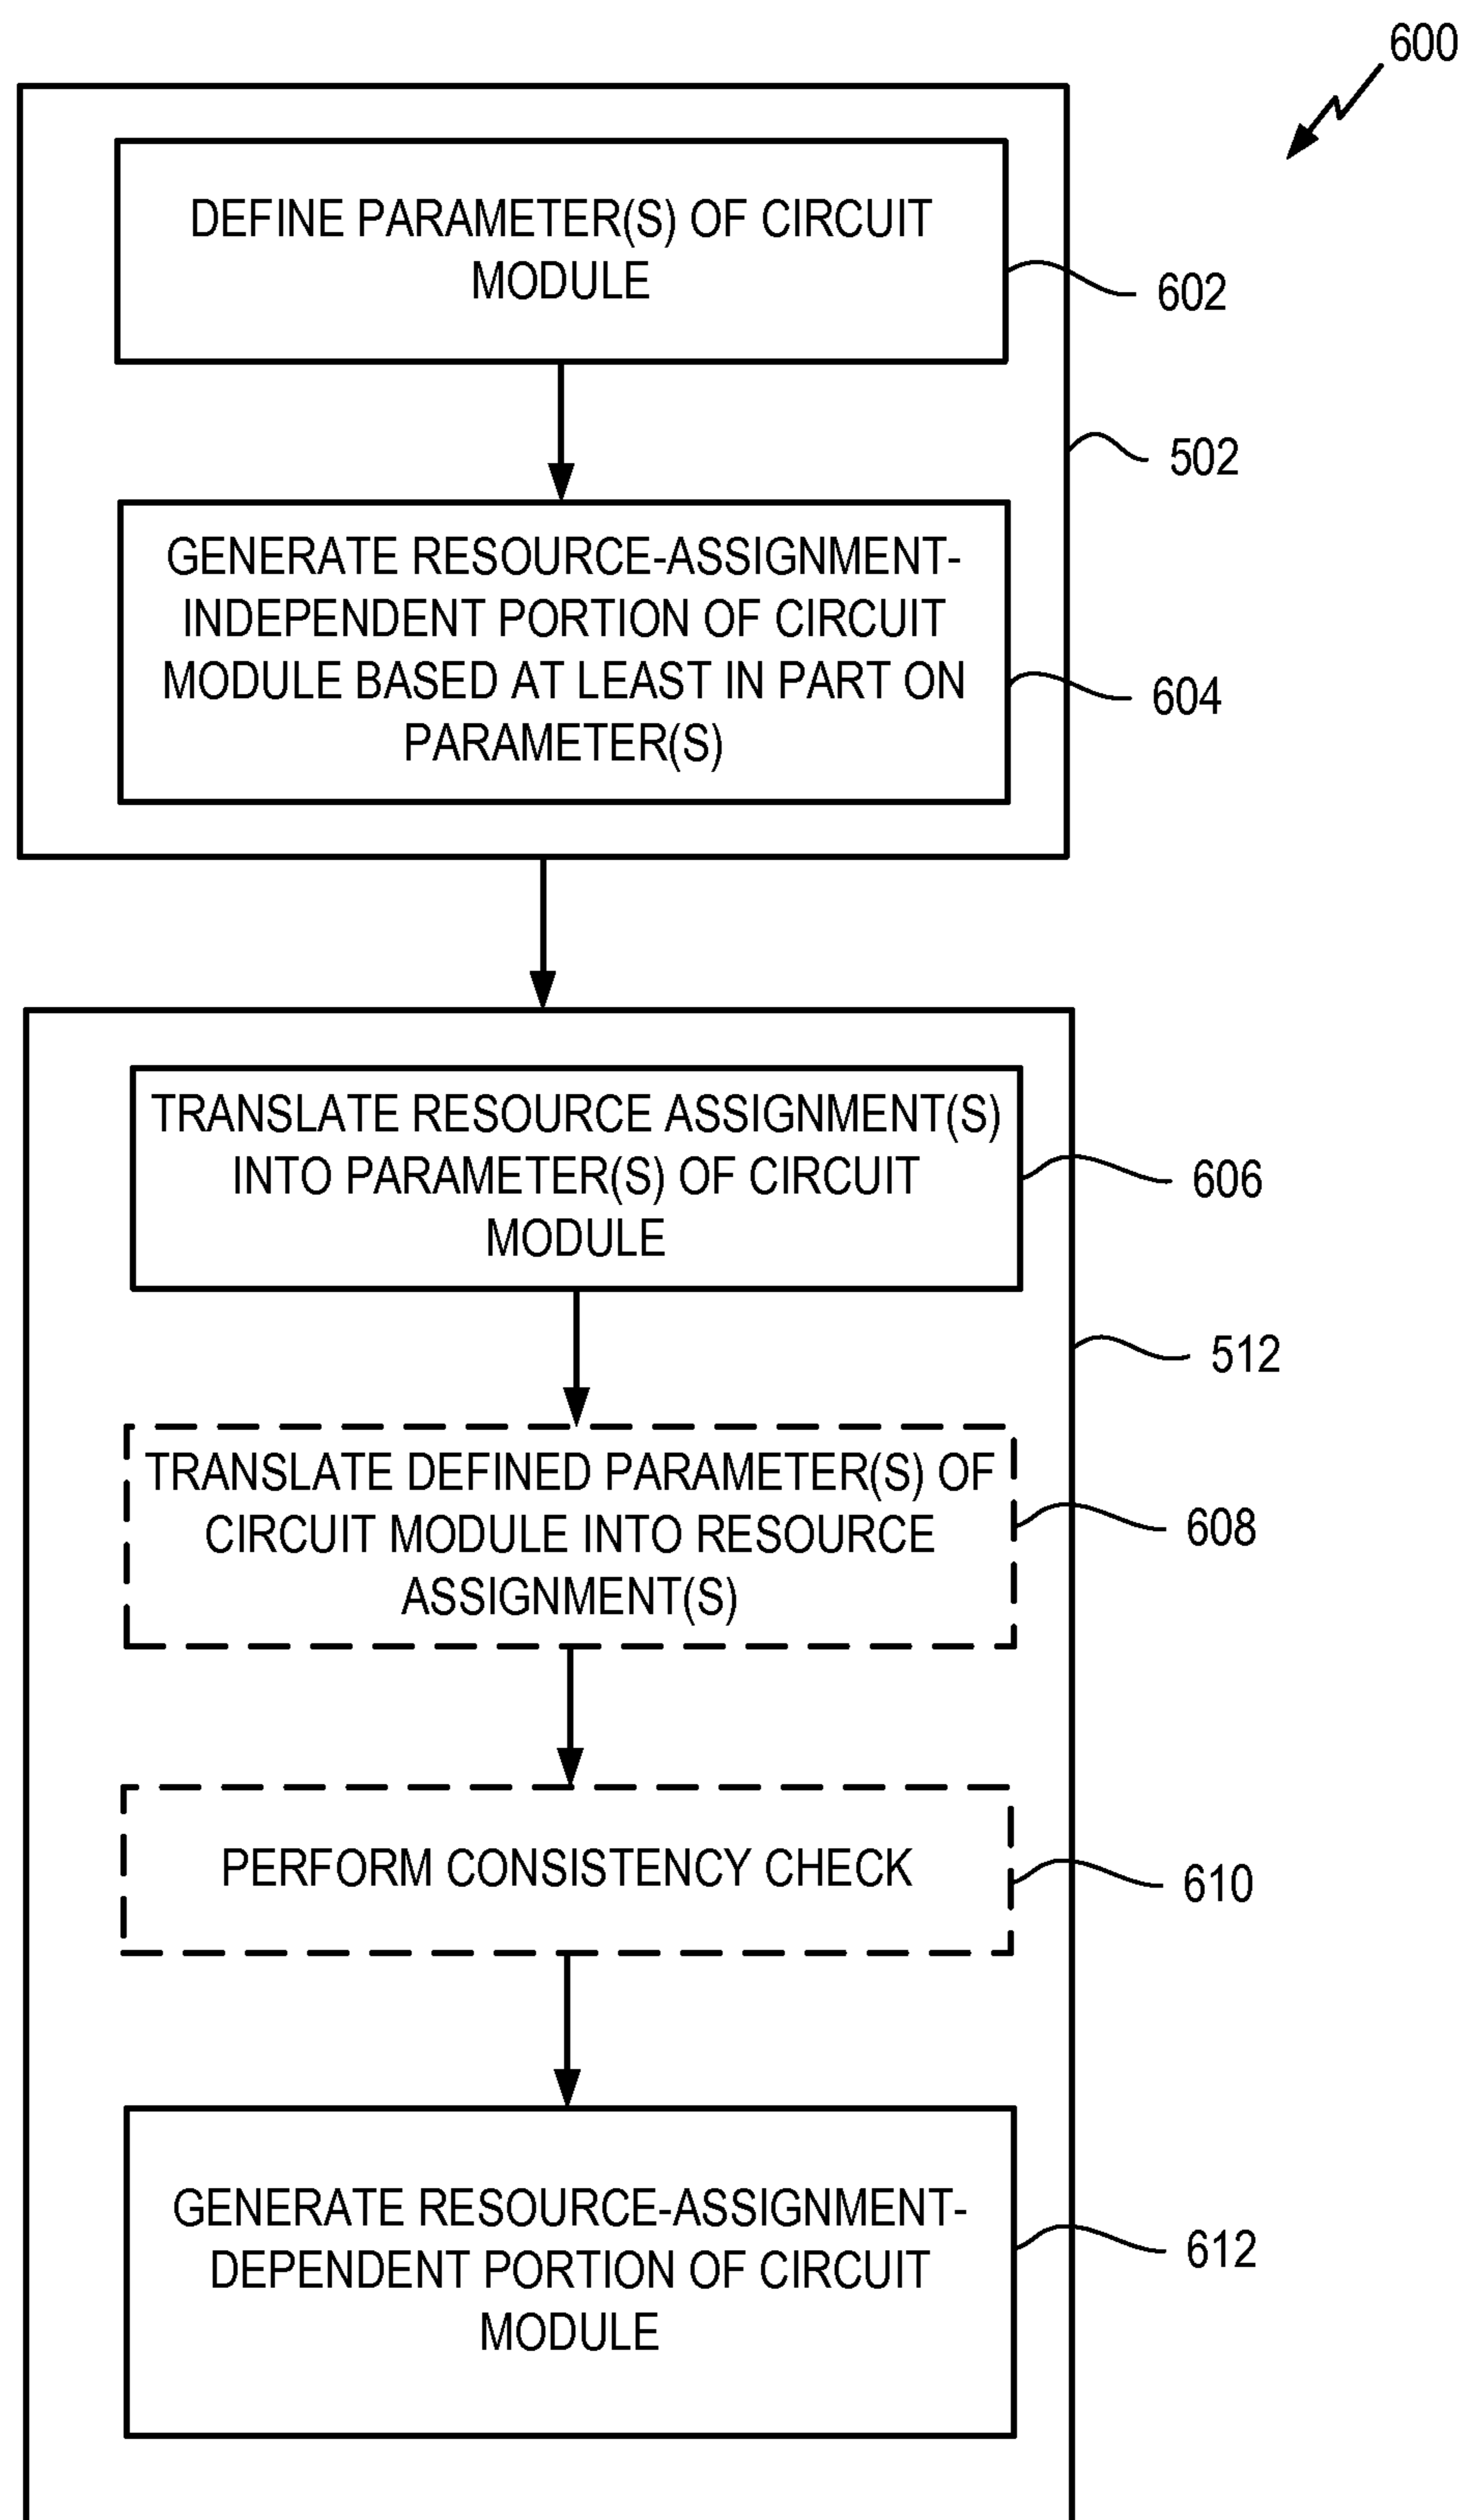 600
DEFINE PARAMETER(S) OF CIRCUIT
MODULE
602
502
GENERATE RESOURCE-ASSIGNMENT-
INDEPENDENT PORTION OF CIRCUIT
MODULE BASED AT LEAST IN PART ON
PARAMETER(S)
604
TRANSLATE RESOURCE ASSIGNMENT(S)
INTO PARAMETER(S) OF CIRCUIT
MODULE
606
512
TRANSLATE DEFINED PARAMETER(S) OF
CIRCUIT MODULE INTO RESOURCE
ASSIGNMENT(S)
608
PERFORM CONSISTENCY CHECK
610
GENERATE RESOURCE-ASSIGNMENT-
DEPENDENT PORTION OF CIRCUIT
MODULE
612